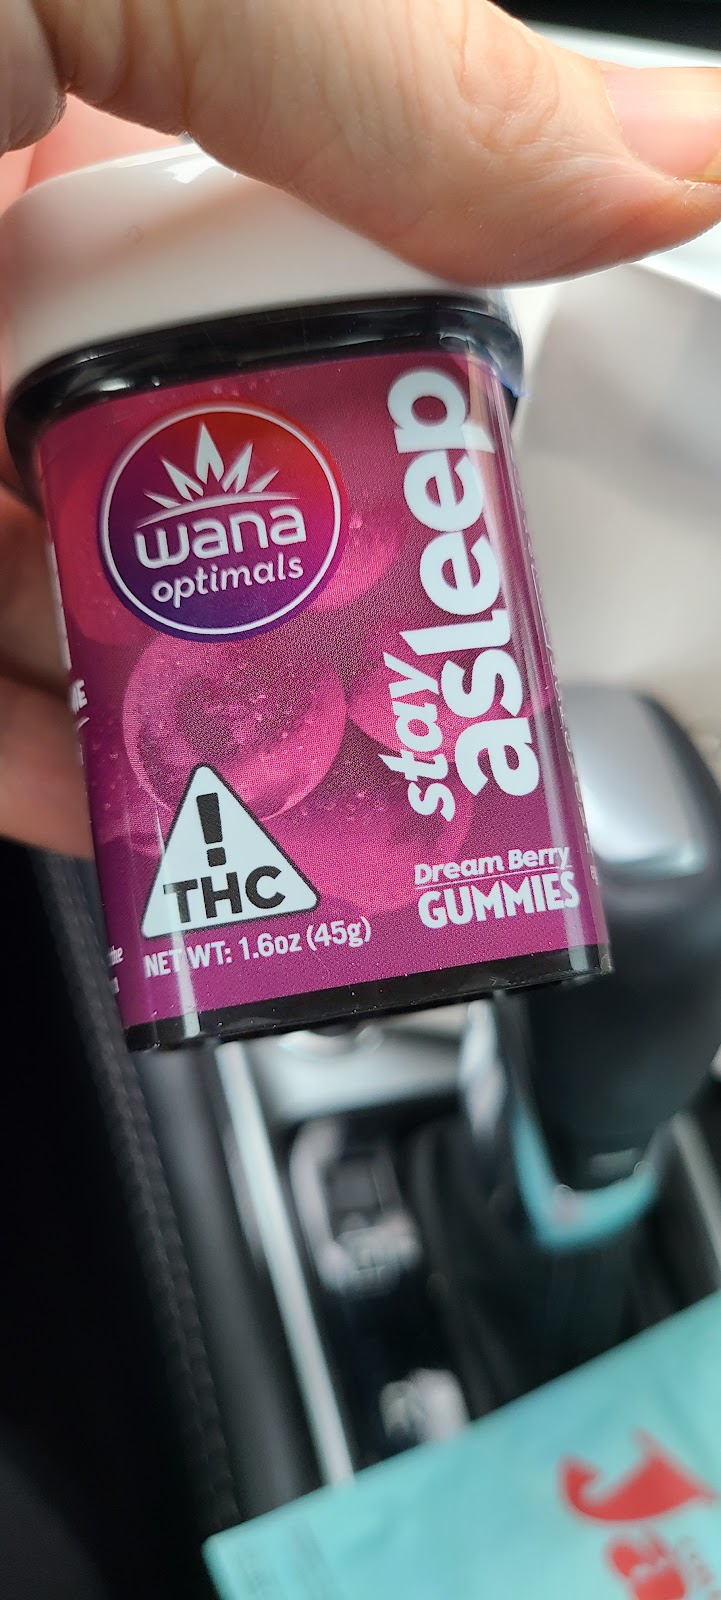 wana
optimals
stay
asleep
!
THC
Dream Berry
GUMMIES
NET WT: 1.6oz (45g)